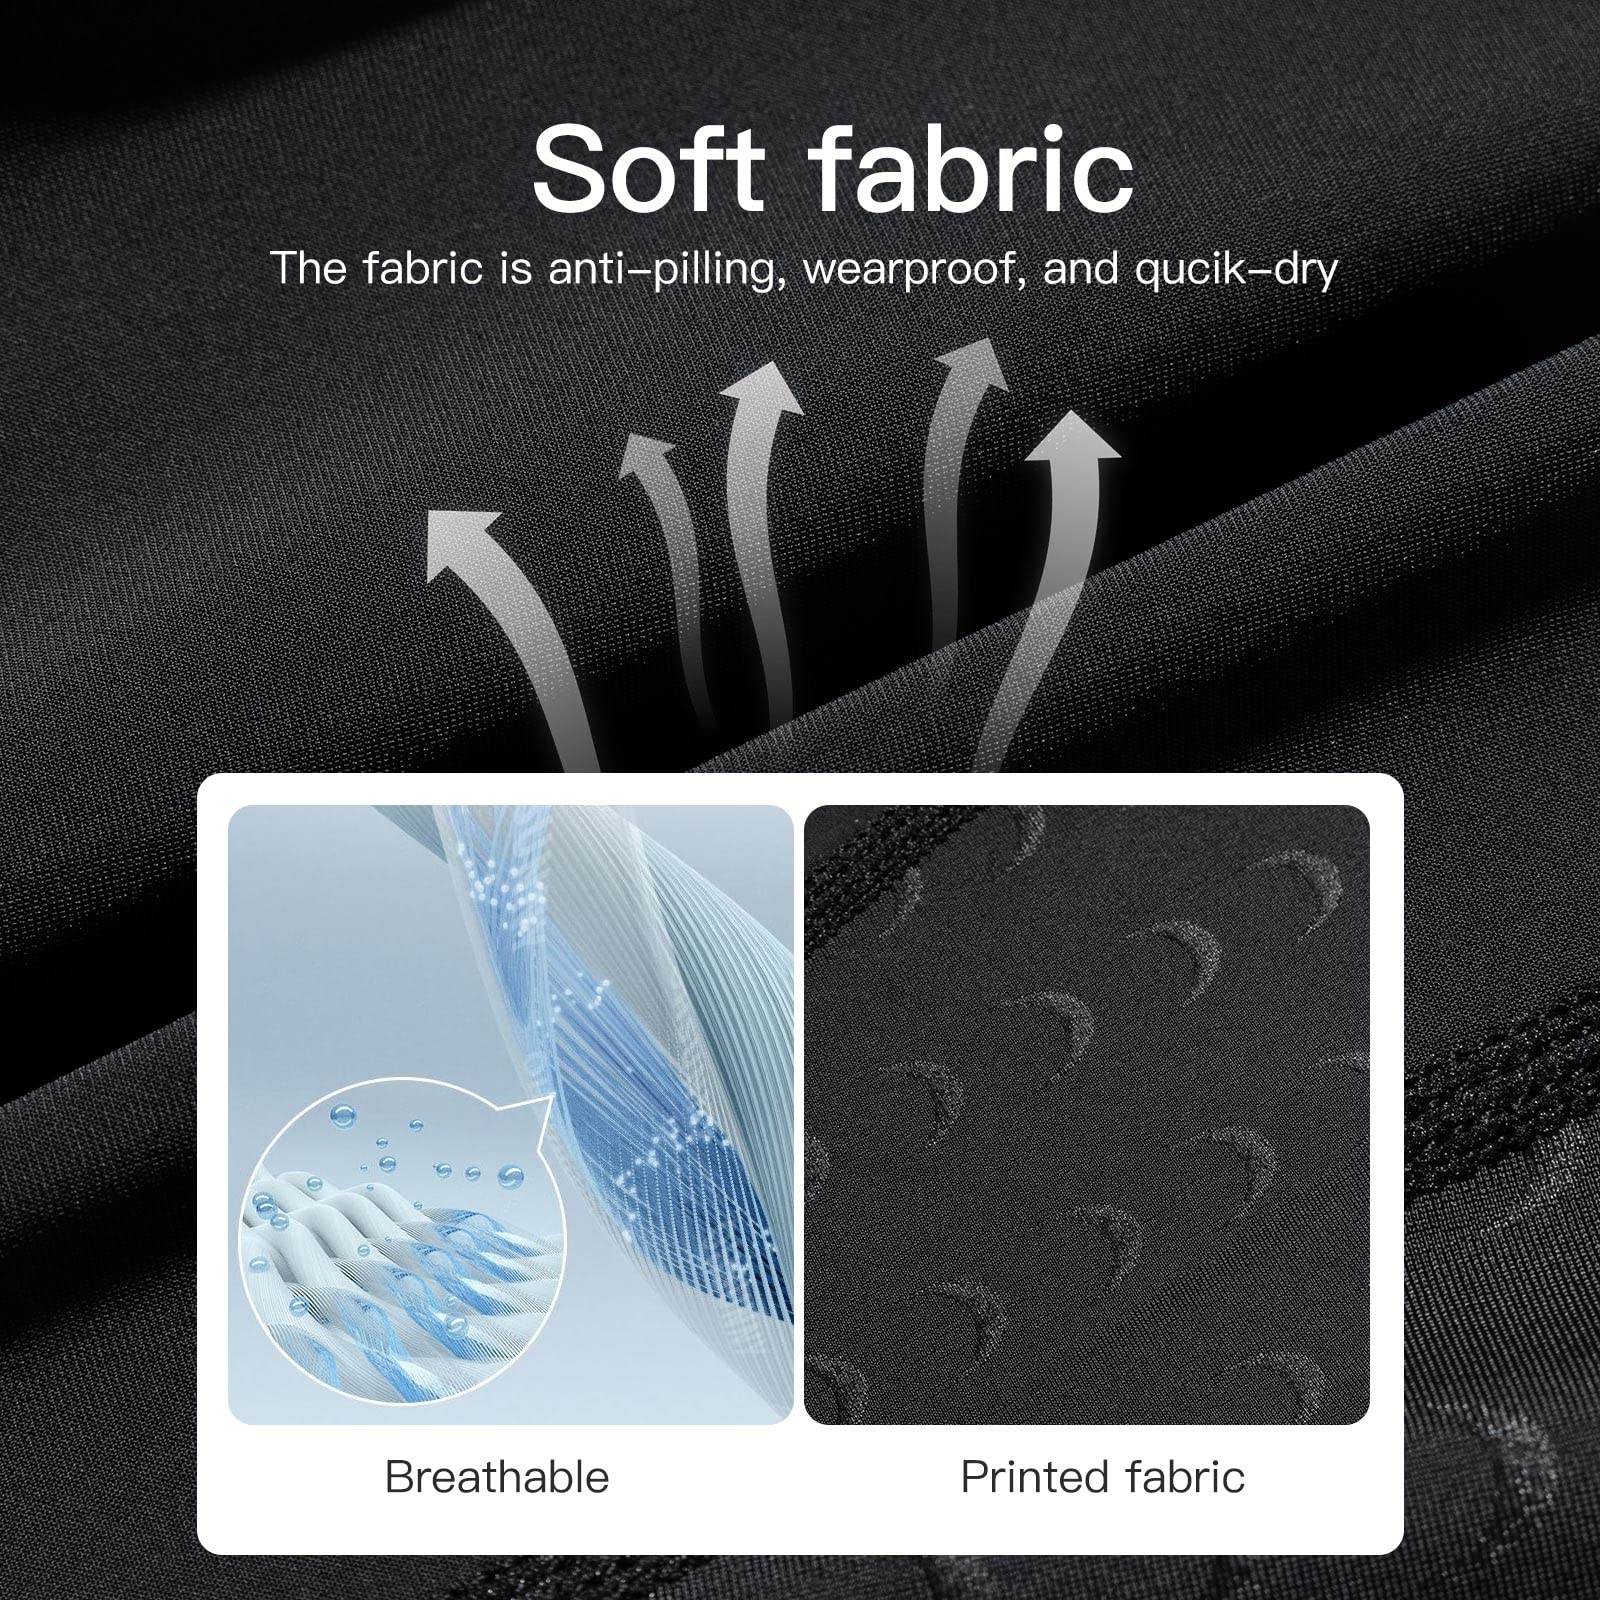 Soft fabric
The fabric is anti-pilling, wearproof, and qucik-dry
Breathable
Printed fabric